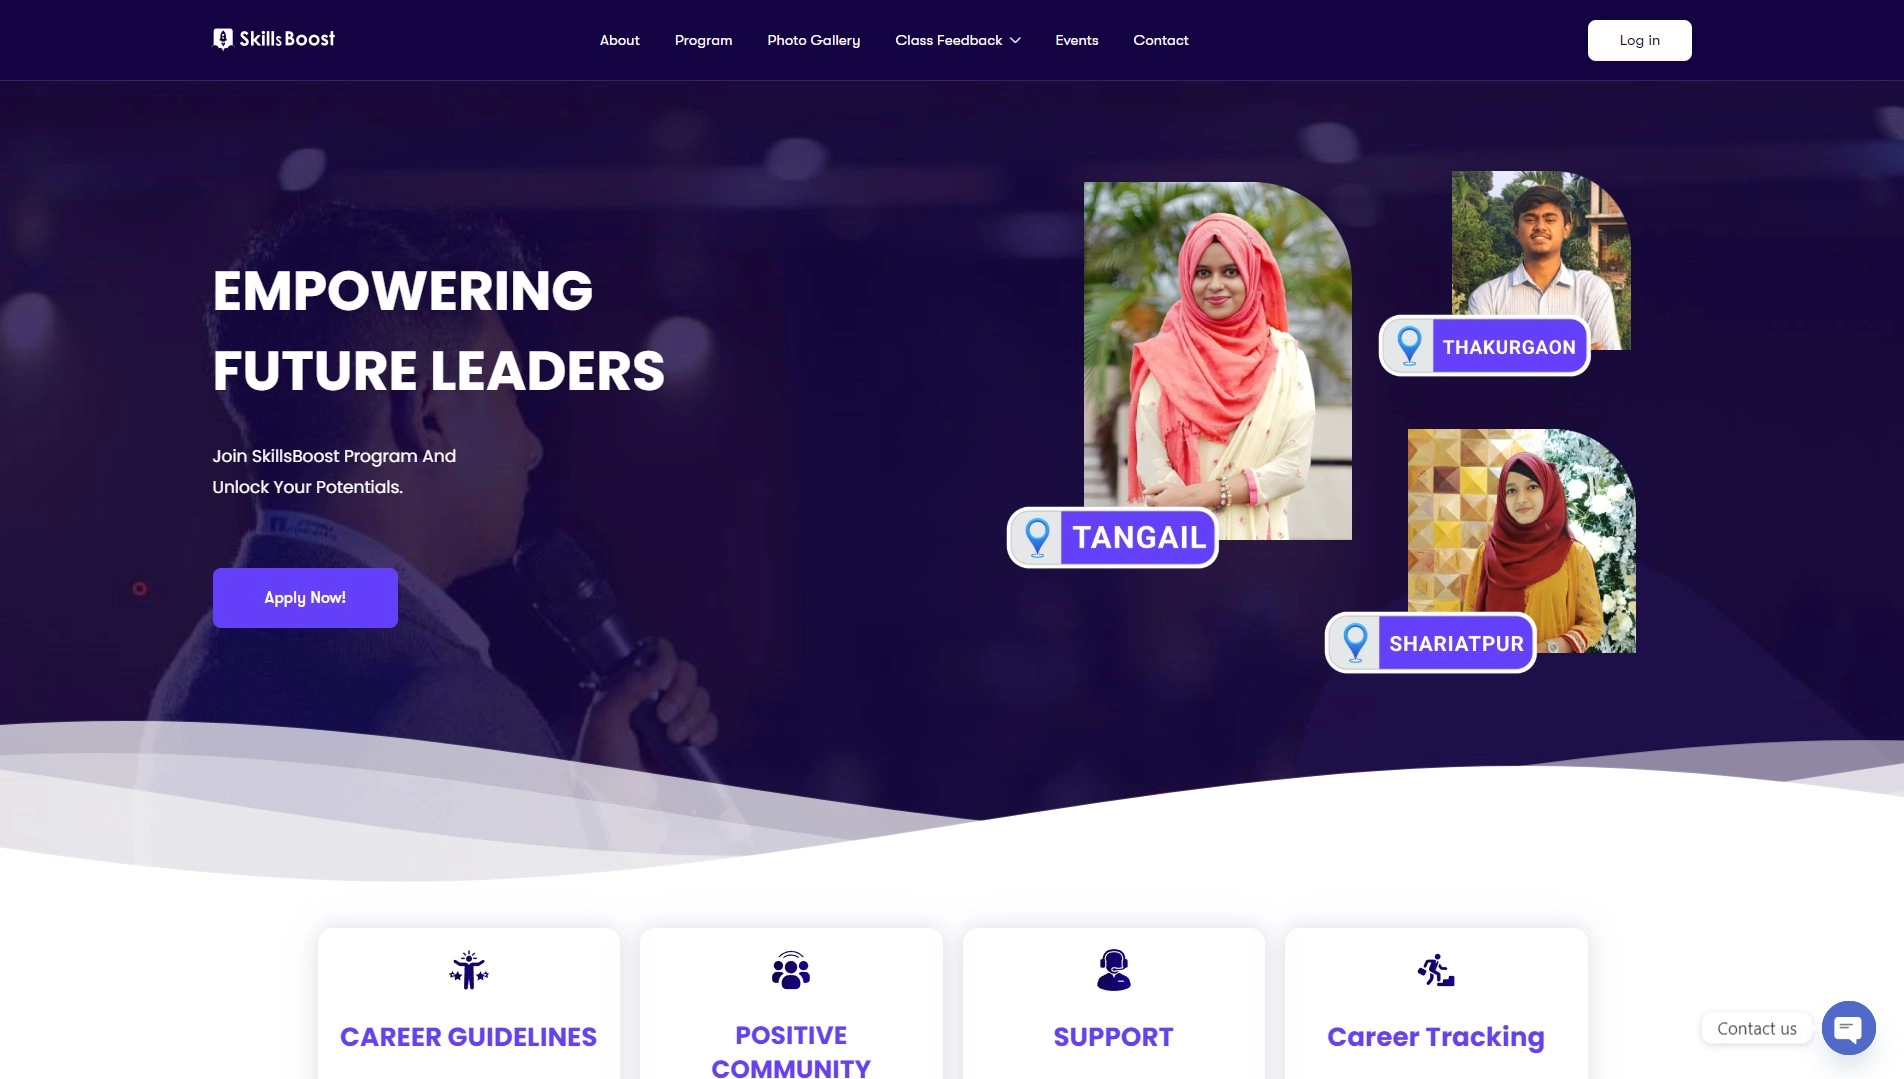 SkillsBoost
About
Program
Photo Gallery
Class Feedback
Events
Contact
Log in
EMPOWERING
FUTURE LEADERS
Join SkillsBoost Program And
Unlock Your Potentials.
Apply Now!
THAKURGAON
TANGAIL
SHARIATPUR
CAREER GUIDELINES
POSITIVE
COMMUNITY
SUPPORT
Career Tracking
Contact us